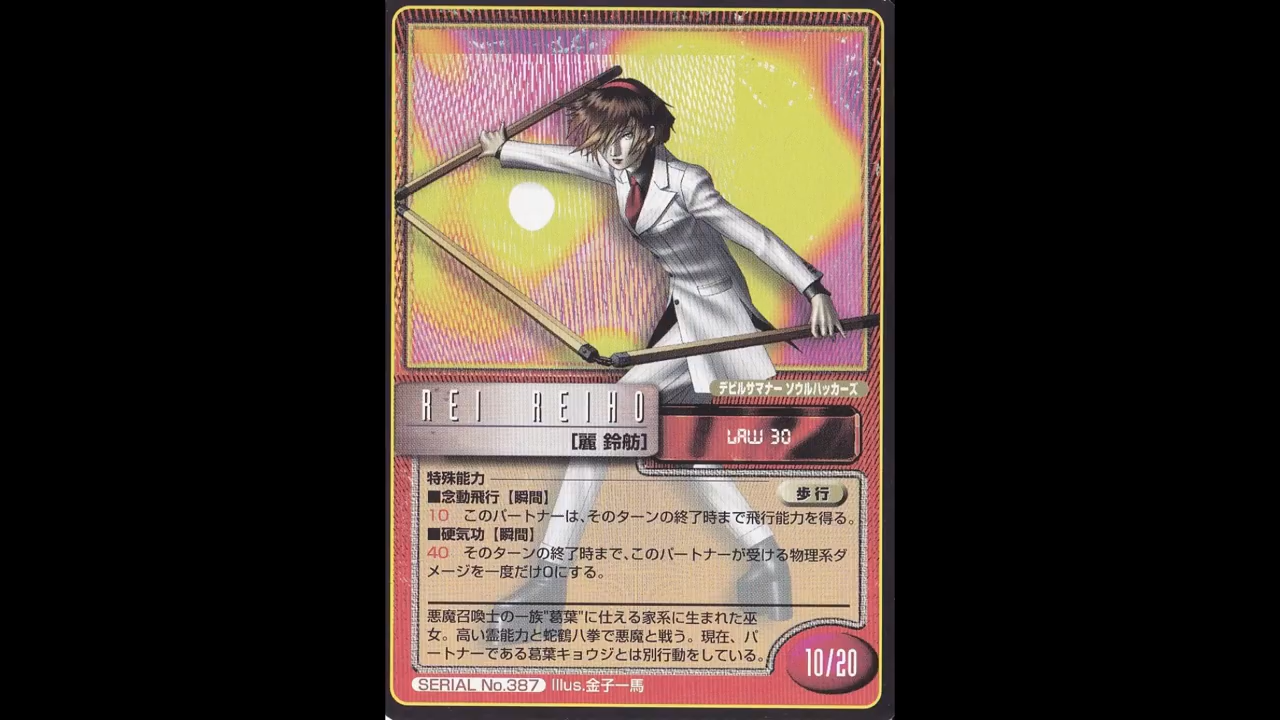 デビルサマナー ソウルハッカーズ
REI REIHO
[麗 鈴舫]
LAW 30
特殊能力
歩行
■念動飛行【瞬間】
10 このパートナーは、そのターンの終了時まで飛行能力を得る。
■硬気功【瞬間】
40 そのターンの終了時まで、このパートナーが受ける物理系ダ
メージを一度だけ0にする。
悪魔召喚士の一族"葛葉"に仕える家系に生まれた巫
女。高い霊能力と蛇鶴八拳で悪魔と戦う。現在、パ
ートナーである葛葉キョウジとは別行動をしている。
10/20
SERIAL No.387 Illus.金子一馬